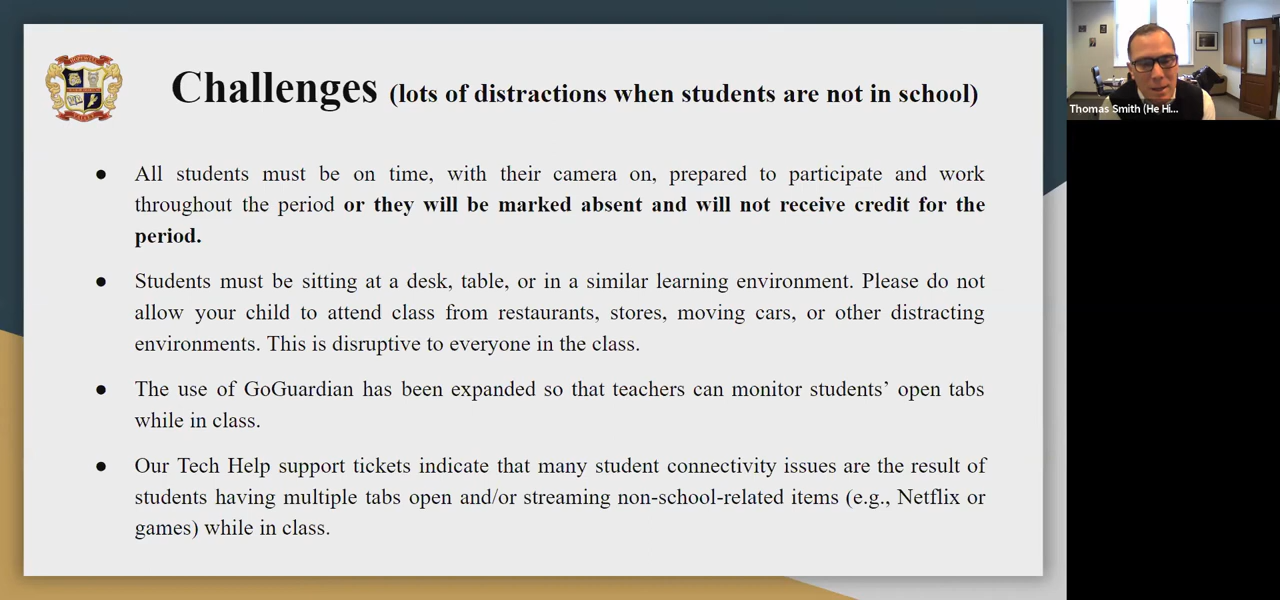 Challenges (lots of distractions when students are not in school)
● All students must be on time, with their camera on, prepared to participate and work
throughout the period or they will be marked absent and will not receive credit for the
period.
● Students must be sitting at a desk, table, or in a similar learning environment. Please do not
allow your child to attend class from restaurants, stores, moving cars, or other distracting
environments. This is disruptive to everyone in the class.
● The use of GoGuardian has been expanded so that teachers can monitor students’ open tabs
while in class.
● Our Tech Help support tickets indicate that many student connectivity issues are the result of
students having multiple tabs open and/or streaming non-school-related items (e.g., Netflix or
games) while in class.
Thomas Smith (He Hi...